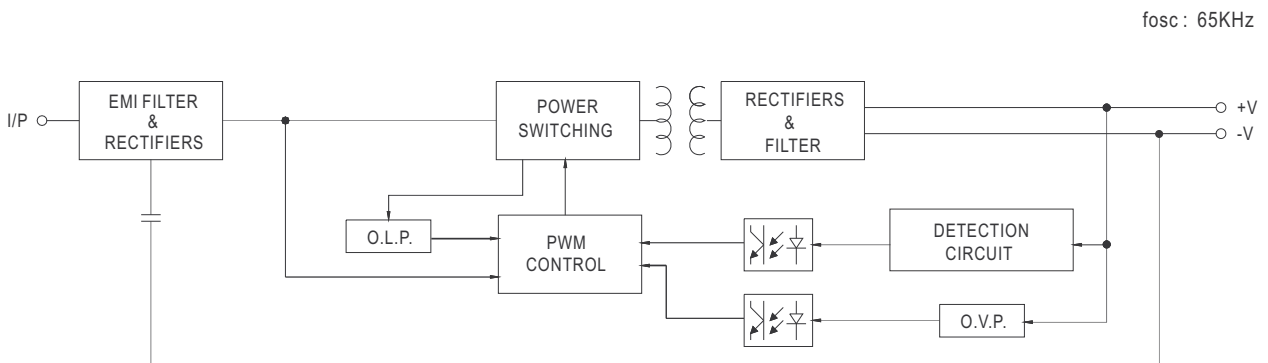 fosc : 65KHz
I/P
EMI FILTER
&
RECTIFIERS
POWER
SWITCHING
RECTIFIERS
&
FILTER
+V
-V
O.L.P.
PWM
CONTROL
DETECTION
CIRCUIT
O.V.P.